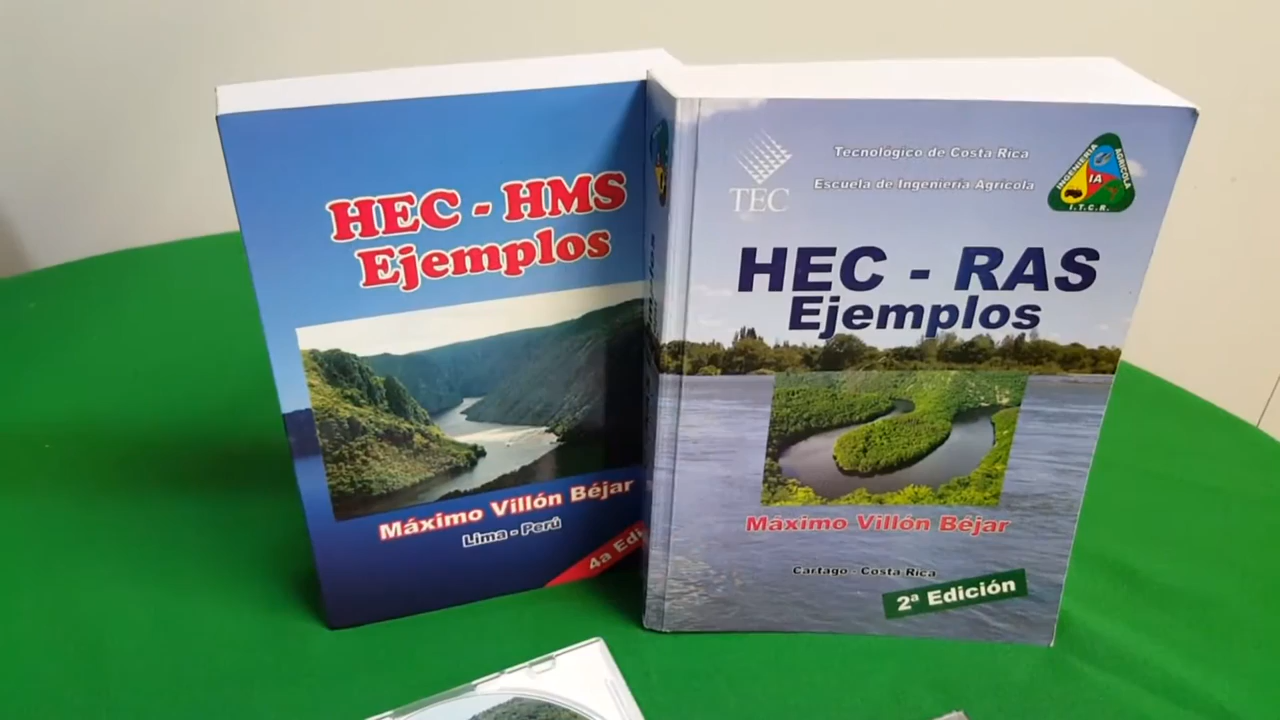 HEC - HMS
Ejemplos
Máximo Villón Béjar
Lima - Perú
4a Edi
TEC
Tecnológico de Costa Rica
Escuela de Ingeniería Agrícola
INGENIERIA
AGRICOLA
IA
I.T.C.R.
HEC - RAS
Ejemplos
Máximo Villón Béjar
Cartago - Costa Rica
2ª Edición